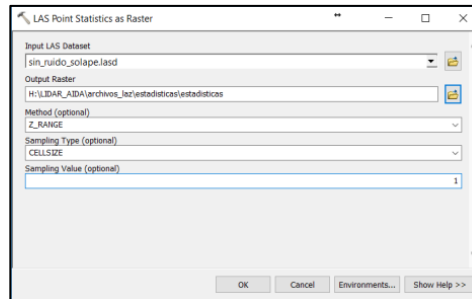 LAS Point Statistics as Raster
Input LAS Dataset
sin_ruido_solape.lasd
Output Raster
H:\LIDAR_AIDA\archivos_laz\estadisticas\estadisticas
Method (optional)
Z_RANGE
Sampling Type (optional)
CELLSIZE
Sampling Value (optional)
1
OK Cancel Environments... Show Help >>